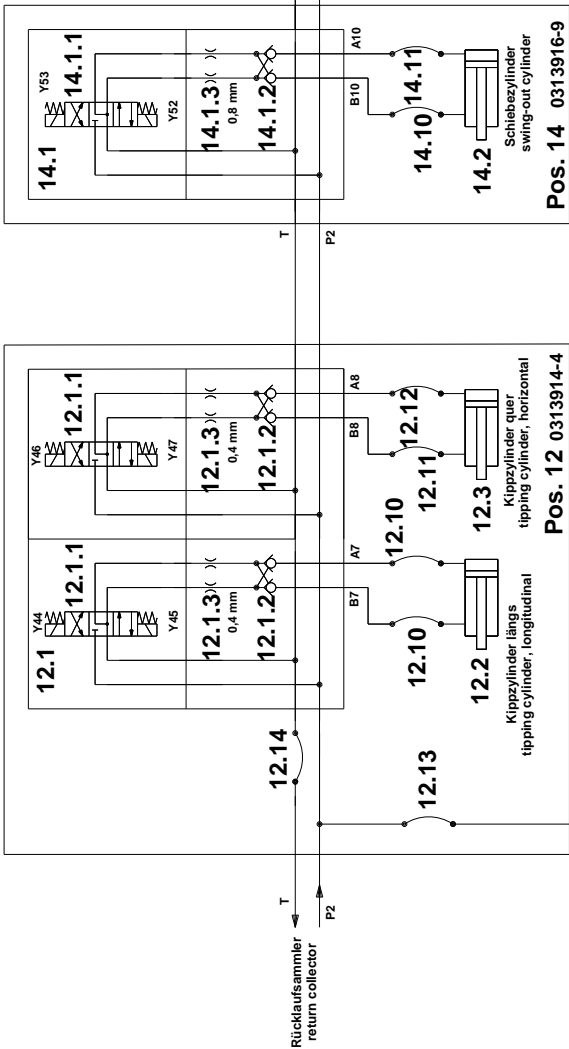 Rücklaufsammler
return collector
T
P2
12.14
12.13
12.1
Y44
12.1.1
Y45
12.1.3
0,4 mm
12.1.2
B7
A7
12.10
12.10
12.2
Kippzylinder längs
tipping cylinder, longitudinal
Y46
12.1.1
Y47
12.1.3
0,4 mm
12.1.2
B8
A8
12.11
12.12
12.3
Kippzylinder quer
tipping cylinder, horizontal
Pos. 12 0313914-4
T
P2
14.1
Y53
14.1.1
Y52
14.1.3
0,8 mm
14.1.2
B10
A10
14.10
14.11
14.2
Schiebezylinder
swing-out cylinder
Pos. 14 0313916-9